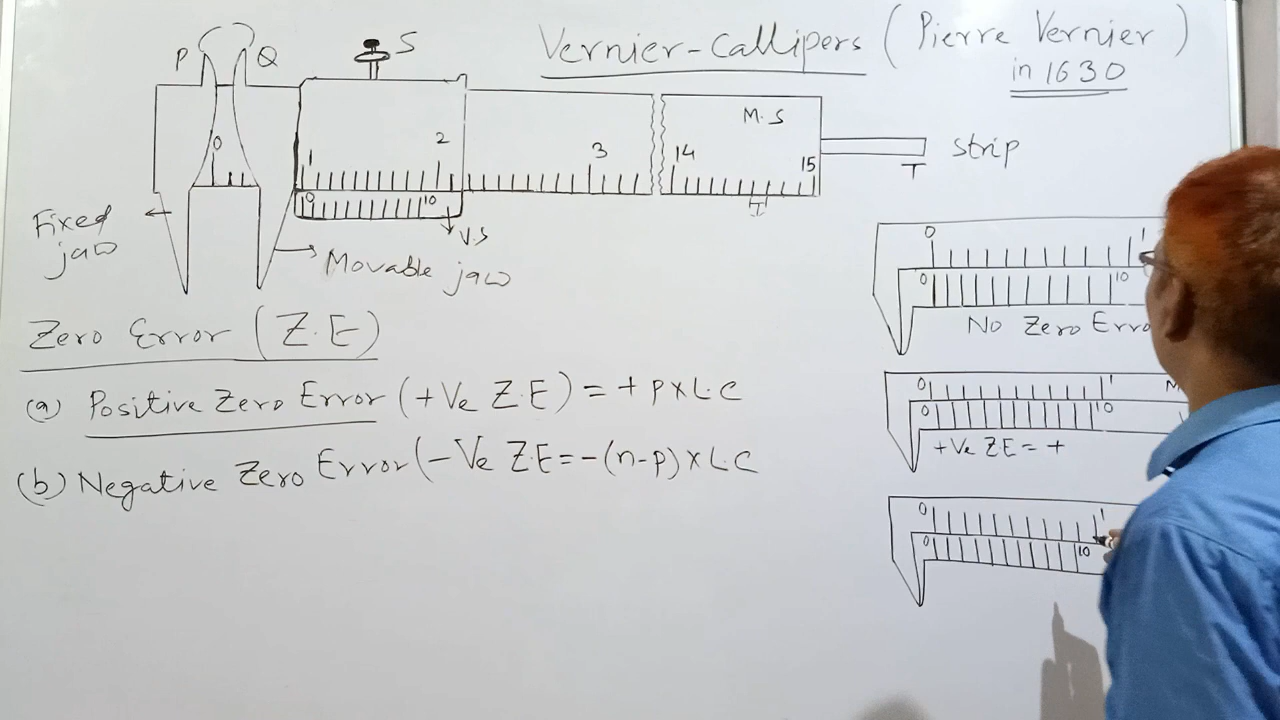 Vernier-Callipers (Pierre Vernier)
in 1630
P Q S
0 1 2 3 14 15
M.S
T strip
0 10
V.S
Fixed
jaw
Movable jaw
Zero Error (Z.E)
(a) Positive Zero Error (+Ve Z.E) = + p×L.C
(b) Negative Zero Error (-Ve Z.E = -(n-p)×L.C
0 1
0 10
No Zero Erro
0 1 M
0 10
+Ve ZE = +
0 1
0 10